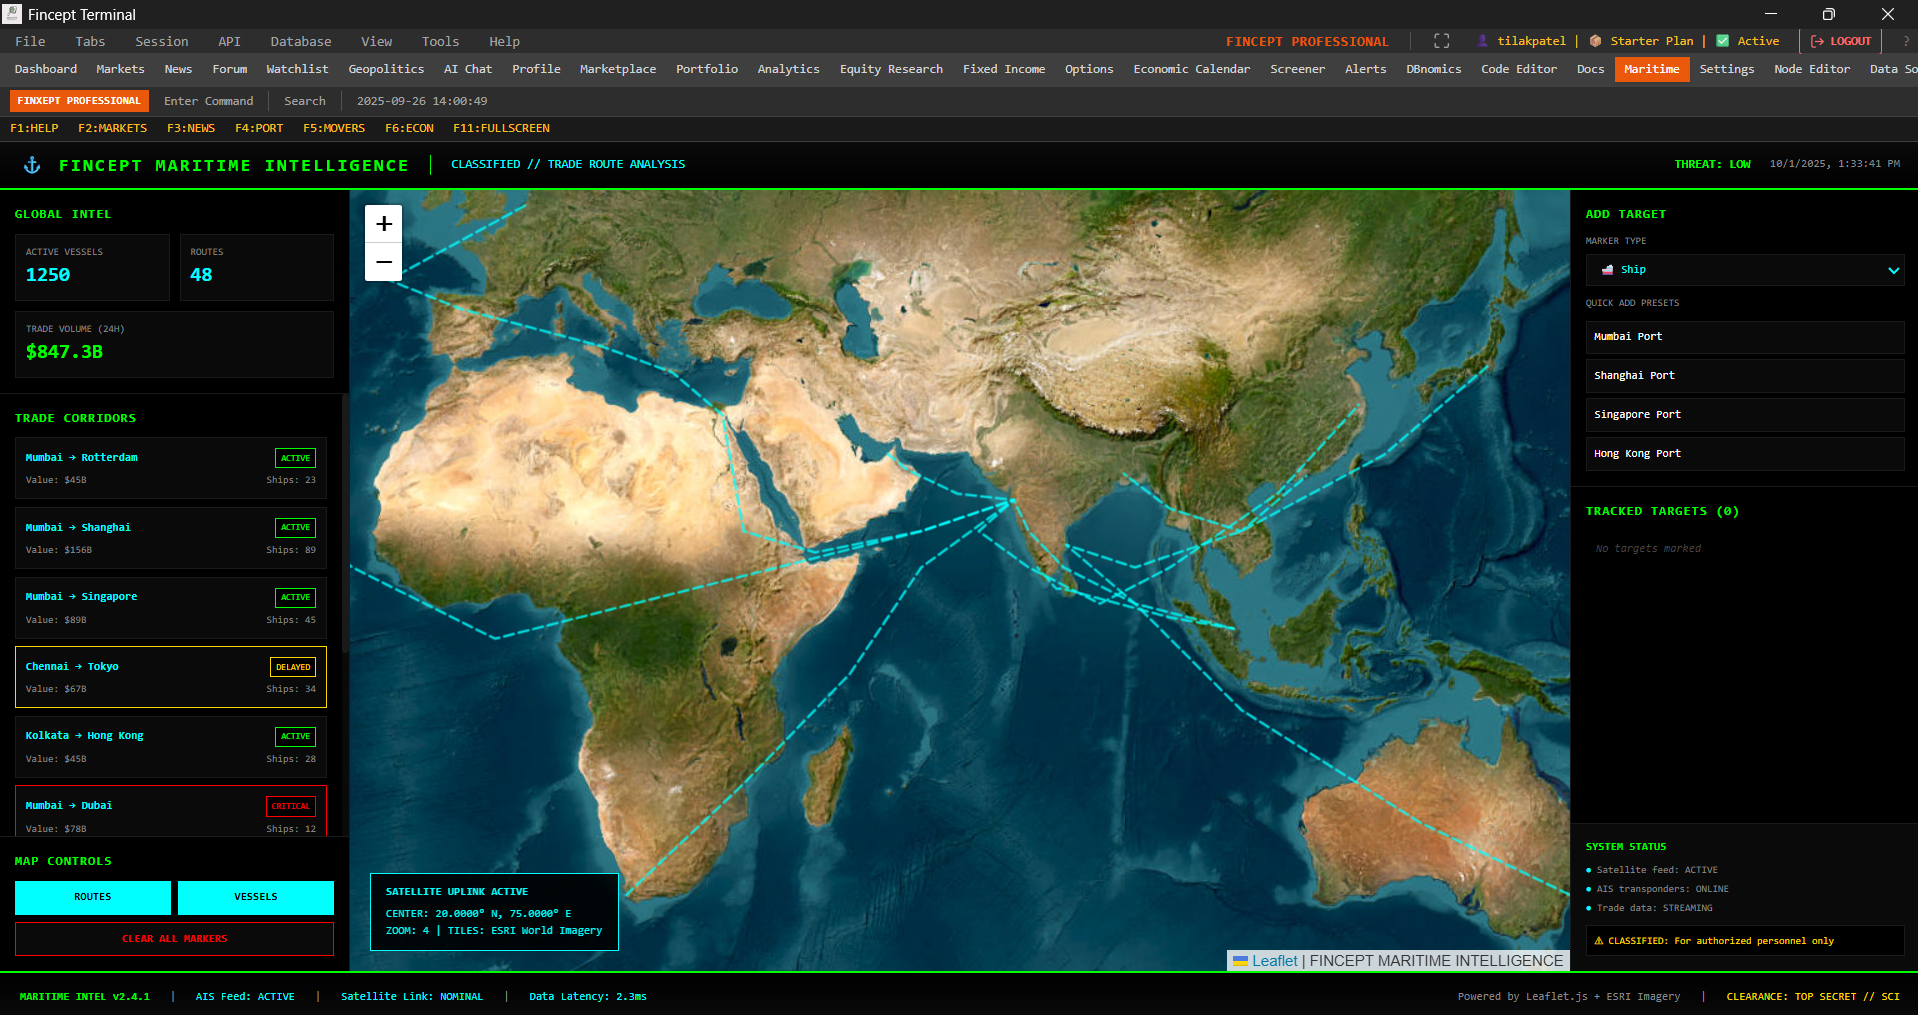 Fincept Terminal
File Tabs Session API Database View Tools Help FINCEPT PROFESSIONAL tilakpatel | Starter Plan | Active LOGOUT ?
Dashboard Markets News Forum Watchlist Geopolitics AI Chat Profile Marketplace Portfolio Analytics Equity Research Fixed Income Options Economic Calendar Screener Alerts DBnomics Code Editor Docs Maritime Settings Node Editor Data So
FINXEPT PROFESSIONAL Enter Command Search 2025-09-26 14:00:49
F1:HELP F2:MARKETS F3:NEWS F4:PORT F5:MOVERS F6:ECON F11:FULLSCREEN
FINCEPT MARITIME INTELLIGENCE CLASSIFIED // TRADE ROUTE ANALYSIS THREAT: LOW 10/1/2025, 1:33:41 PM
GLOBAL INTEL
ACTIVE VESSELS ROUTES
1250 48
TRADE VOLUME (24H)
$847.3B
TRADE CORRIDORS
Mumbai → Rotterdam ACTIVE
Value: $45B Ships: 23
Mumbai → Shanghai ACTIVE
Value: $156B Ships: 89
Mumbai → Singapore ACTIVE
Value: $89B Ships: 45
Chennai → Tokyo DELAYED
Value: $67B Ships: 34
Kolkata → Hong Kong ACTIVE
Value: $45B Ships: 28
Mumbai → Dubai CRITICAL
Value: $78B Ships: 12
MAP CONTROLS
ROUTES VESSELS
CLEAR ALL MARKERS
+
−
SATELLITE UPLINK ACTIVE
CENTER: 20.0000° N, 75.0000° E
ZOOM: 4 | TILES: ESRI World Imagery
Leaflet | FINCEPT MARITIME INTELLIGENCE
ADD TARGET
MARKER TYPE
Ship
QUICK ADD PRESETS
Mumbai Port
Shanghai Port
Singapore Port
Hong Kong Port
TRACKED TARGETS (0)
No targets marked
SYSTEM STATUS
● Satellite feed: ACTIVE
● AIS transponders: ONLINE
● Trade data: STREAMING
⚠ CLASSIFIED: For authorized personnel only
MARITIME INTEL v2.4.1 | AIS Feed: ACTIVE | Satellite Link: NOMINAL | Data Latency: 2.3ms Powered by Leaflet.js + ESRI Imagery | CLEARANCE: TOP SECRET // SCI